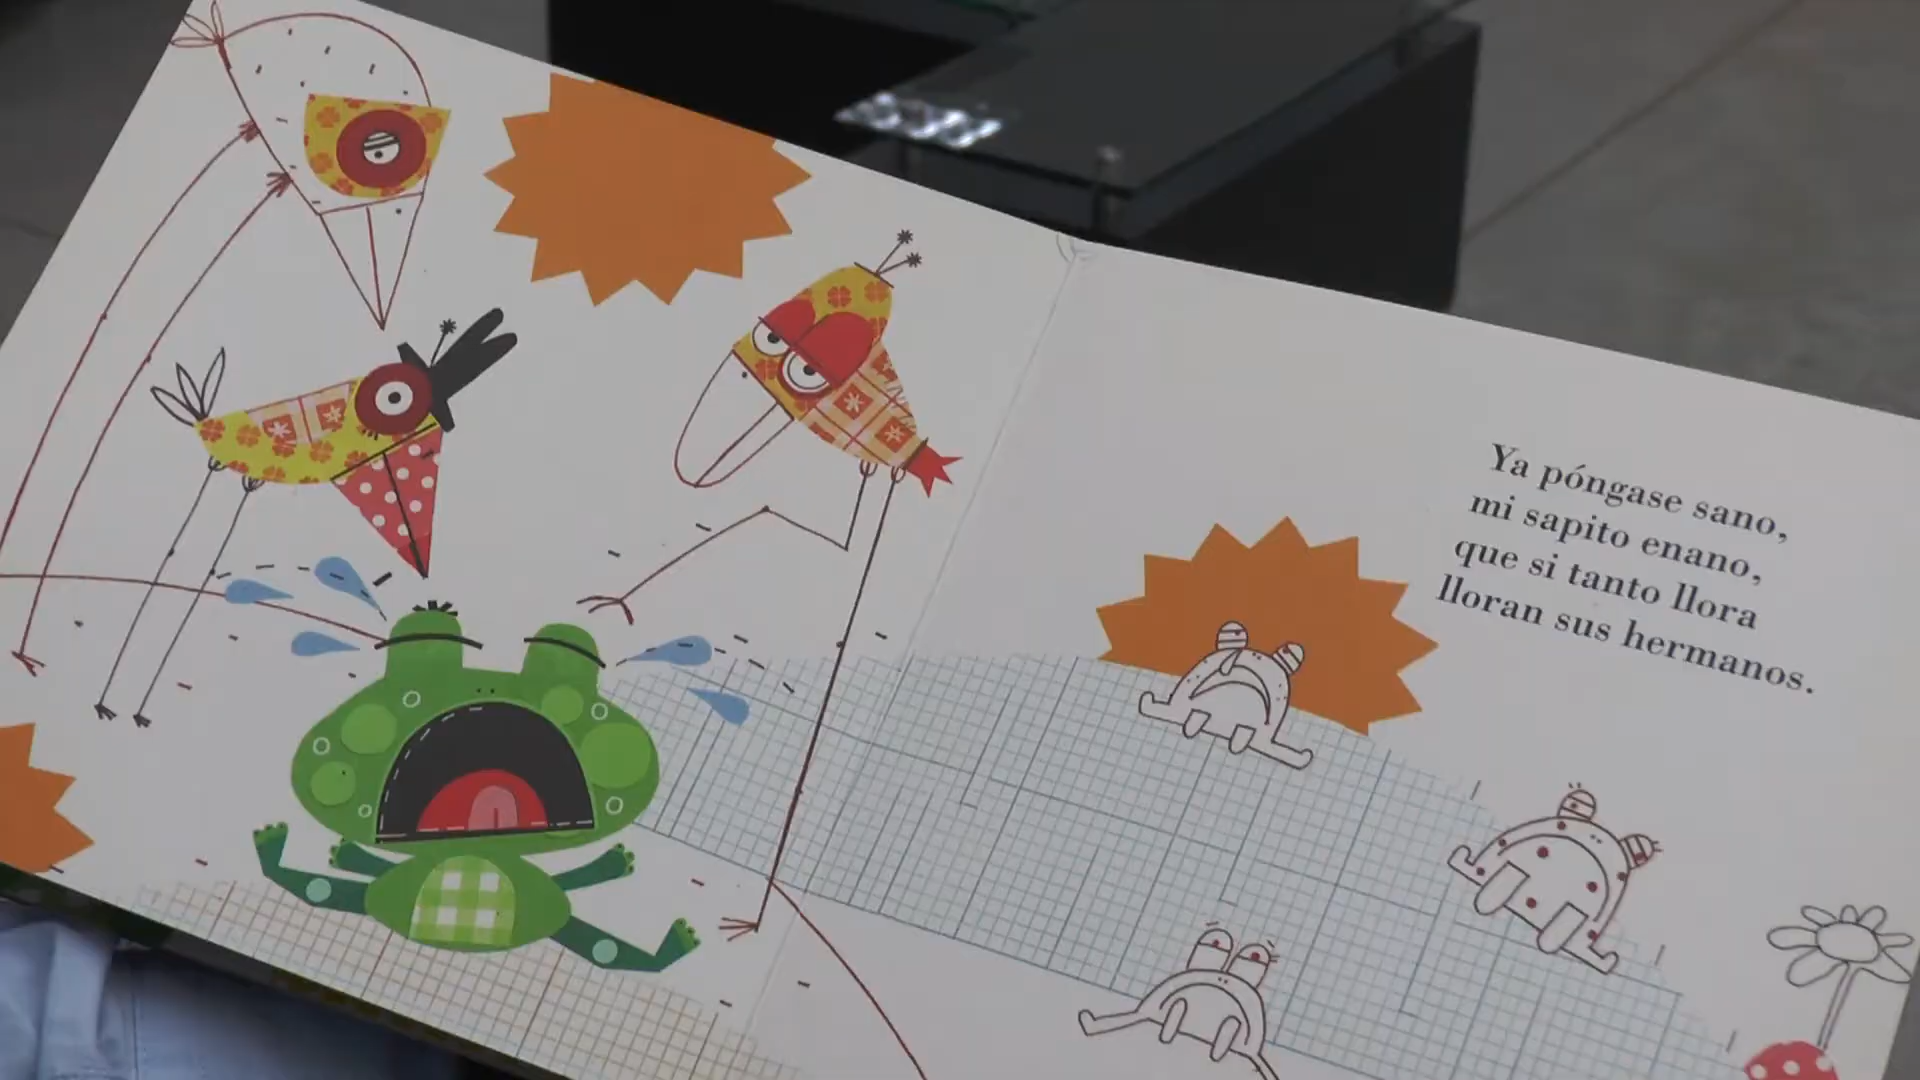 Ya póngase sano,
mi sapito enano,
que si tanto llora
lloran sus hermanos.